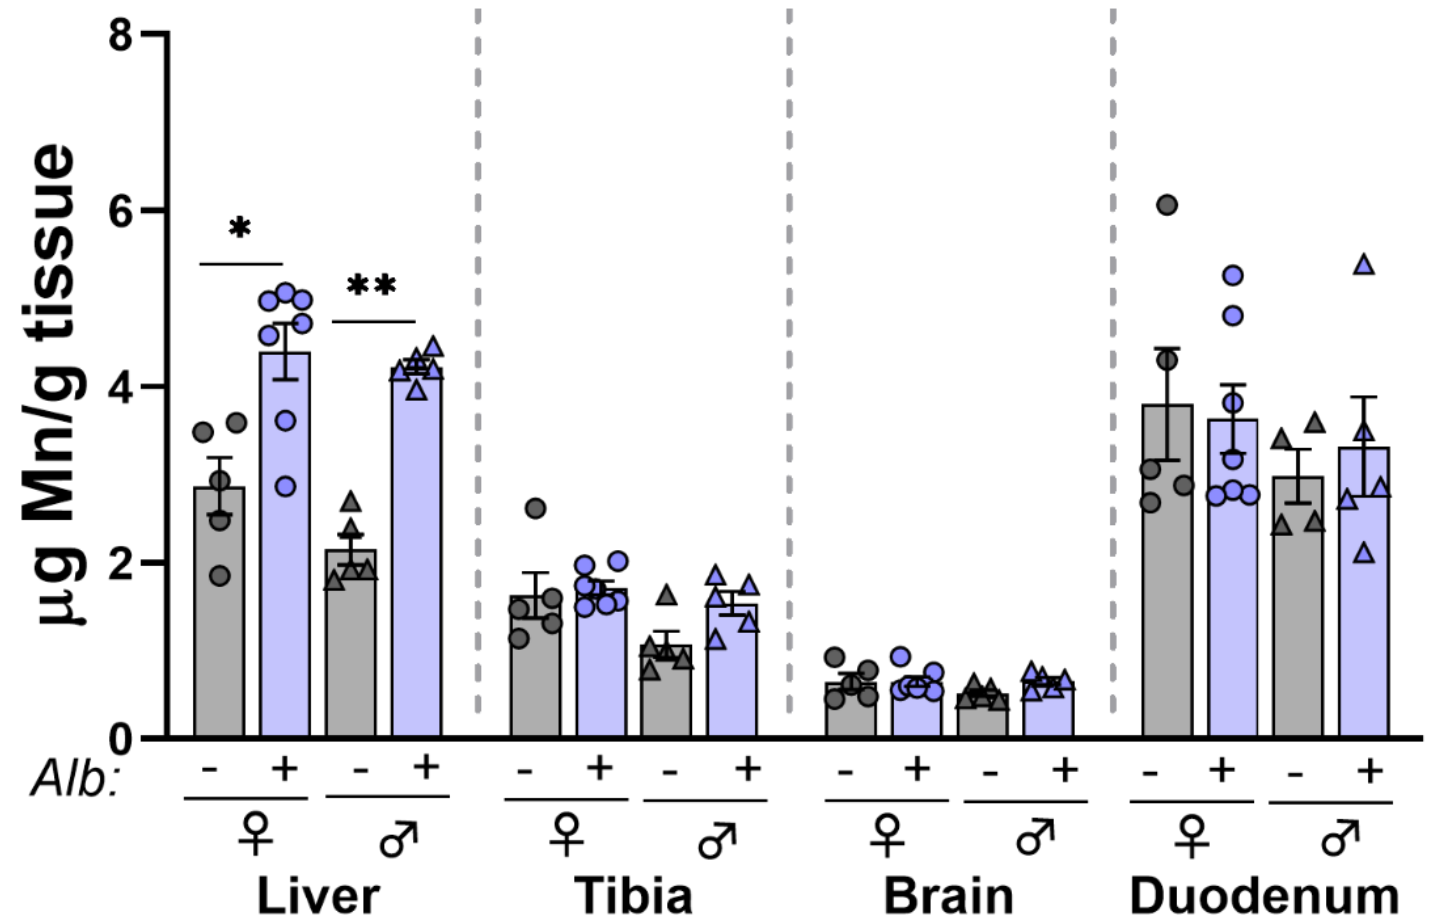 μg Mn/g tissue
8
6
4
2
0
*
**
Alb: - + - + - + - + - + - + - + - +
♀ ♂ ♀ ♂ ♀ ♂ ♀ ♂
Liver Tibia Brain Duodenum